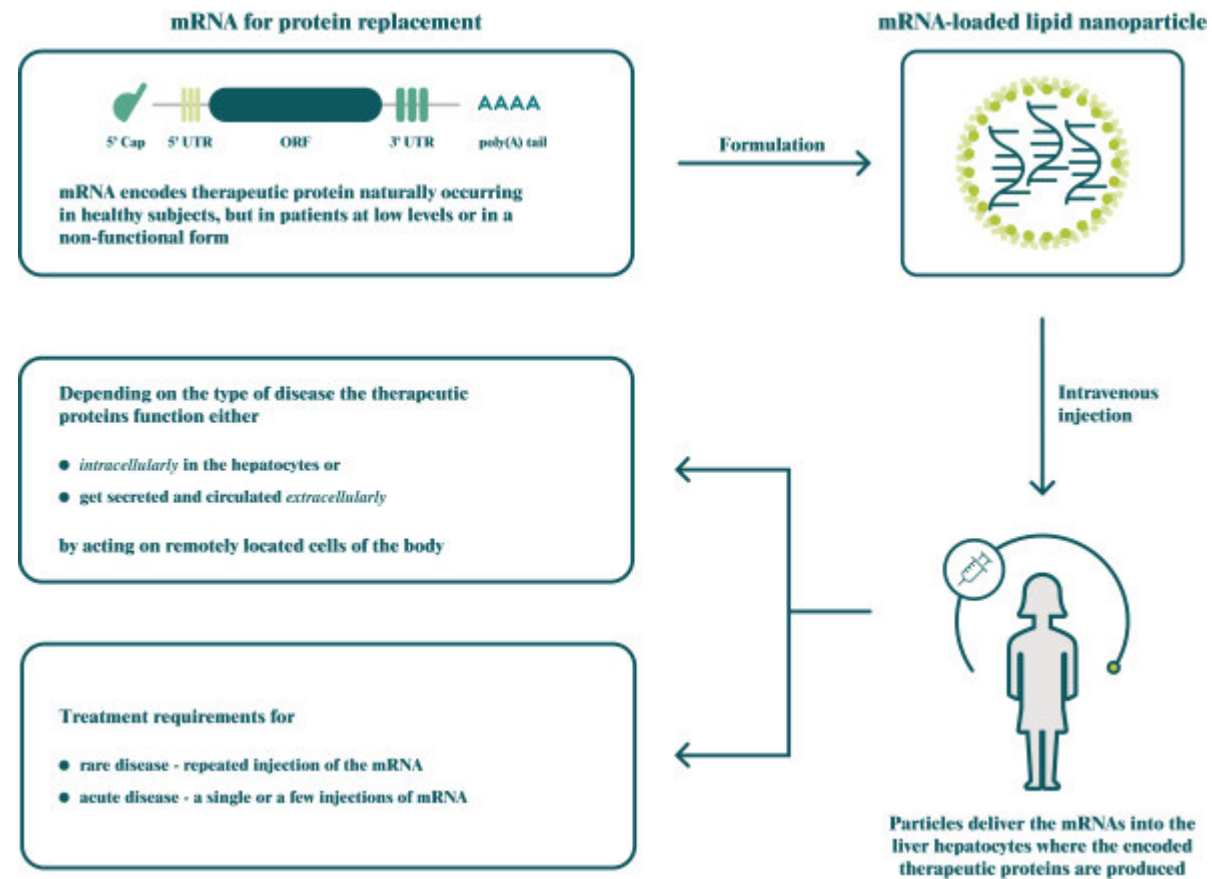 mRNA for protein replacement
5' Cap 5' UTR ORF 3' UTR poly(A) tail
AAAA
mRNA encodes therapeutic protein naturally occurring
in healthy subjects, but in patients at low levels or in a
non-functional form
Formulation
mRNA-loaded lipid nanoparticle
Intravenous
injection
Particles deliver the mRNAs into the
liver hepatocytes where the encoded
therapeutic proteins are produced
Depending on the type of disease the therapeutic
proteins function either
● intracellularly in the hepatocytes or
● get secreted and circulated extracellularly
by acting on remotely located cells of the body
Treatment requirements for
● rare disease - repeated injection of the mRNA
● acute disease - a single or a few injections of mRNA